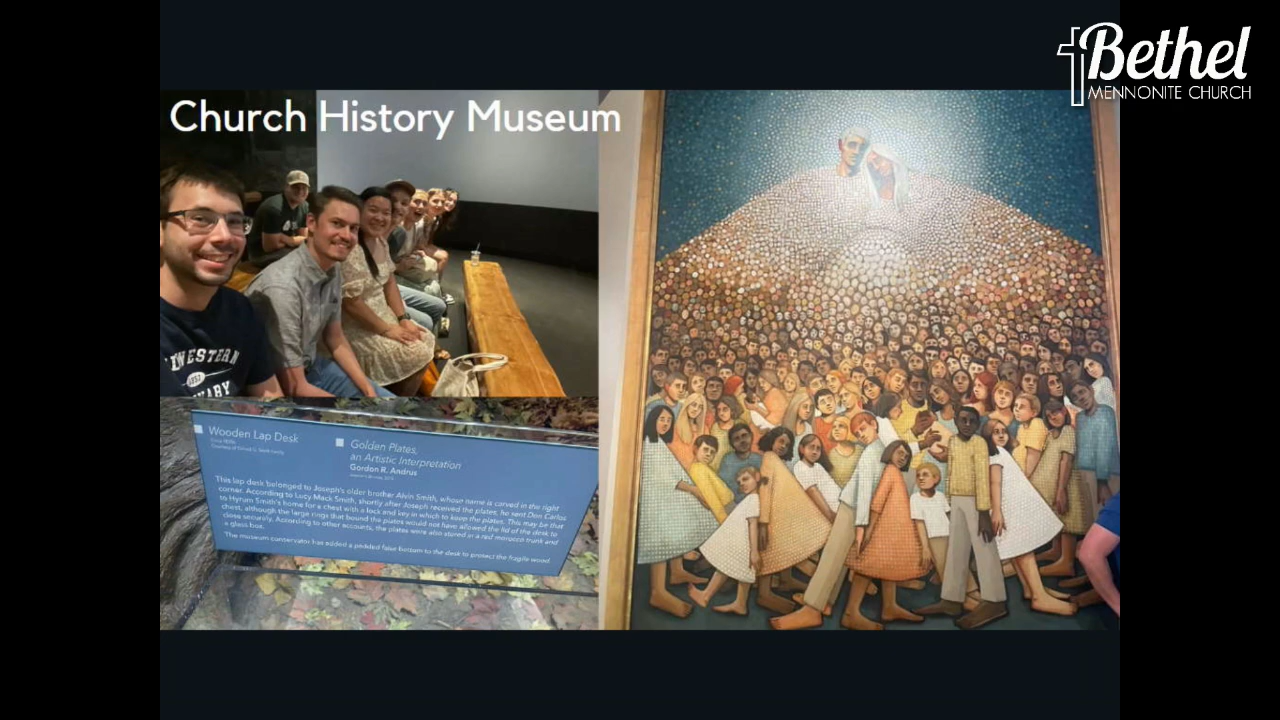 Bethel
MENNONITE CHURCH
Church History Museum
Wooden Lap Desk
Golden Plates,
an Artistic Interpretation
Gordon R. Andrus
This lap desk belonged to Joseph's older brother Alvin Smith, whose name is carved in the right
corner. According to Lucy Mack Smith, shortly after Joseph received the plates, he sent Don Carlos
to Hyrum Smith's home for a chest with a lock and key in which to keep the plates. This may be that
chest, although the large rings that bound the plates would not have allowed the lid of the desk to
close securely. According to other accounts, the plates were also stored in a red morocco trunk and
a glass box.
The museum conservator has added a padded false bottom to the desk to protect the fragile wood.